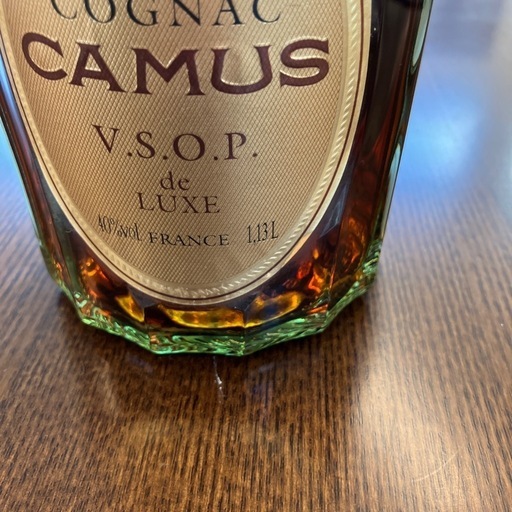 COGNAC
CAMUS
V.S.O.P.
de
LUXE
40%vol. FRANCE 1,13 L